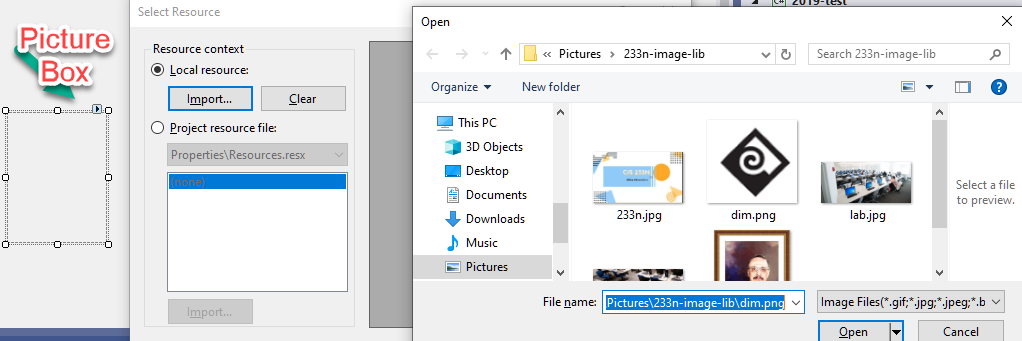 Picture
Box
Select Resource
Resource context
Local resource:
Import...
Clear
Project resource file:
Properties\Resources.resx
(none)
Import...
2019-test
Open
Pictures
233n-image-lib
Search 233n-image-lib
Organize
New folder
This PC
3D Objects
Desktop
Documents
Downloads
Music
Pictures
CIS 233N
233n.jpg
dim.png
lab.jpg
Select a file
to preview.
File name:
Pictures\233n-image-lib\dim.png
Image Files(*.gif;*.jpg;*.jpeg;*.b
Open
Cancel